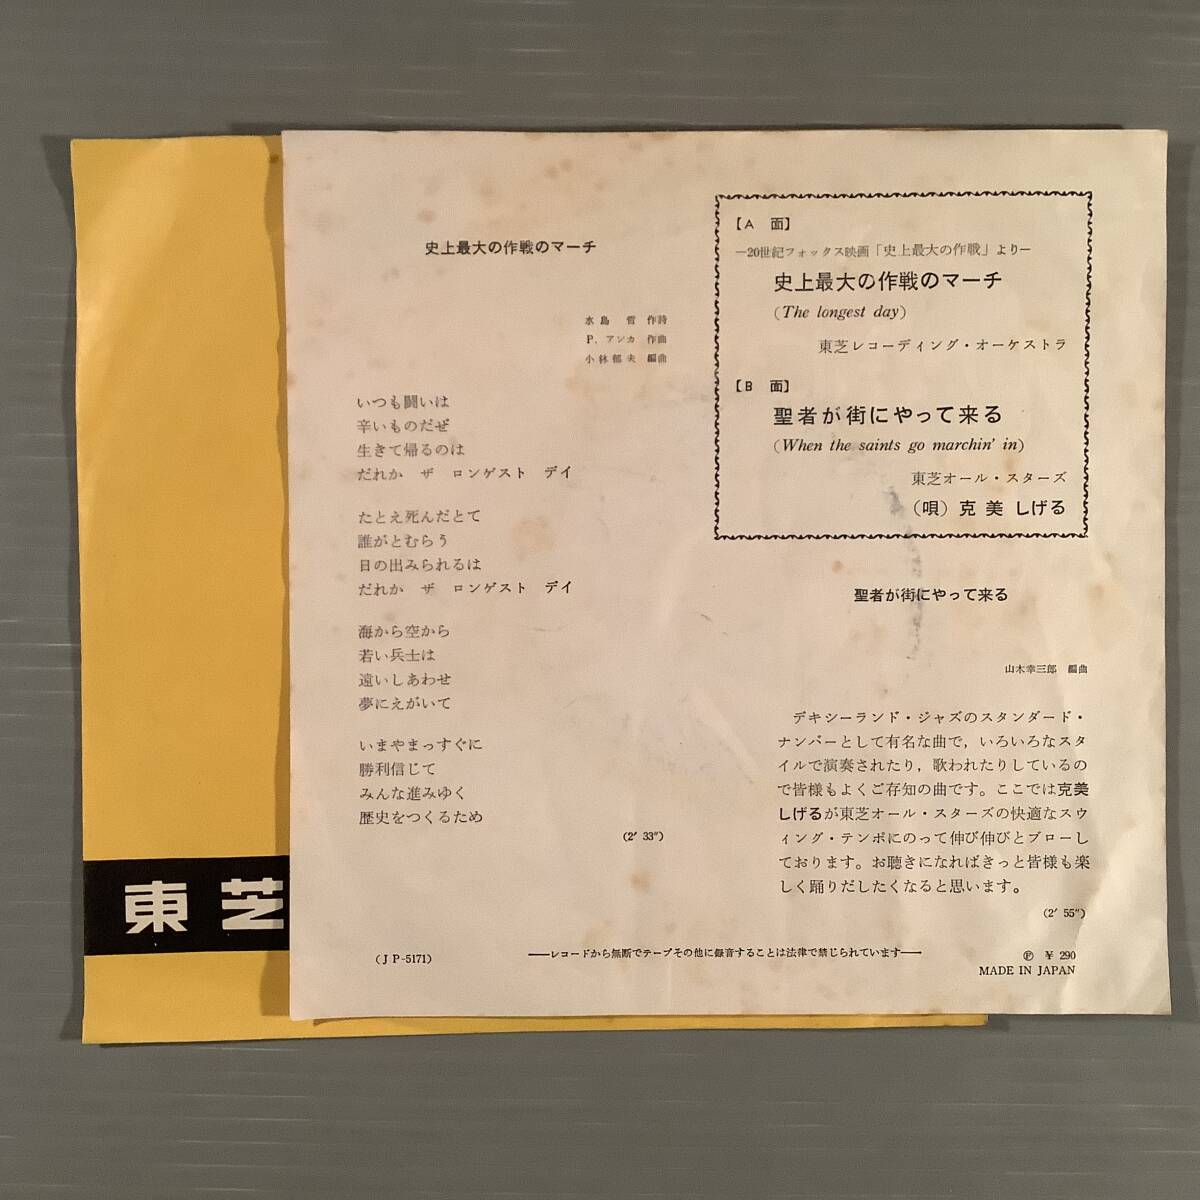 史上最大の作戦のマーチ
水島 哲 作詩
P. アンカ 作曲
小林郁夫 編曲
いつも闘いは
辛いものだぜ
生きて帰るのは
だれか ザ ロンゲスト デイ
たとえ死んだとて
誰がとむらう
日の出みられるは
だれか ザ ロンゲスト デイ
海から空から
若い兵士は
遠いしあわせ
夢にえがいて
いまやまっすぐに
勝利信じて
みんな進みゆく
歴史をつくるため
(2′ 33″)
【A 面】
—20世紀フォックス映画「史上最大の作戦」より—
史上最大の作戦のマーチ
(The longest day)
東芝レコーディング・オーケストラ
【B 面】
聖者が街にやって来る
(When the saints go marchin' in)
東芝オール・スターズ
(唄) 克美 しげる
聖者が街にやって来る
山木幸三郎 編曲
デキシーランド・ジャズのスタンダード・
ナンバーとして有名な曲で，いろいろなスタ
イルで演奏されたり，歌われたりしているの
で皆様もよくご存知の曲です。ここでは克美
しげるが東芝オール・スターズの快適なスウ
ィング・テンポにのって伸び伸びとブローし
ております。お聴きになればきっと皆様も楽
しく踊りだしたくなると思います。
(2′ 55″)
東芝
(JP-5171)
——レコードから無断でテープその他に録音することは法律で禁じられています——
Ⓟ ¥ 290
MADE IN JAPAN